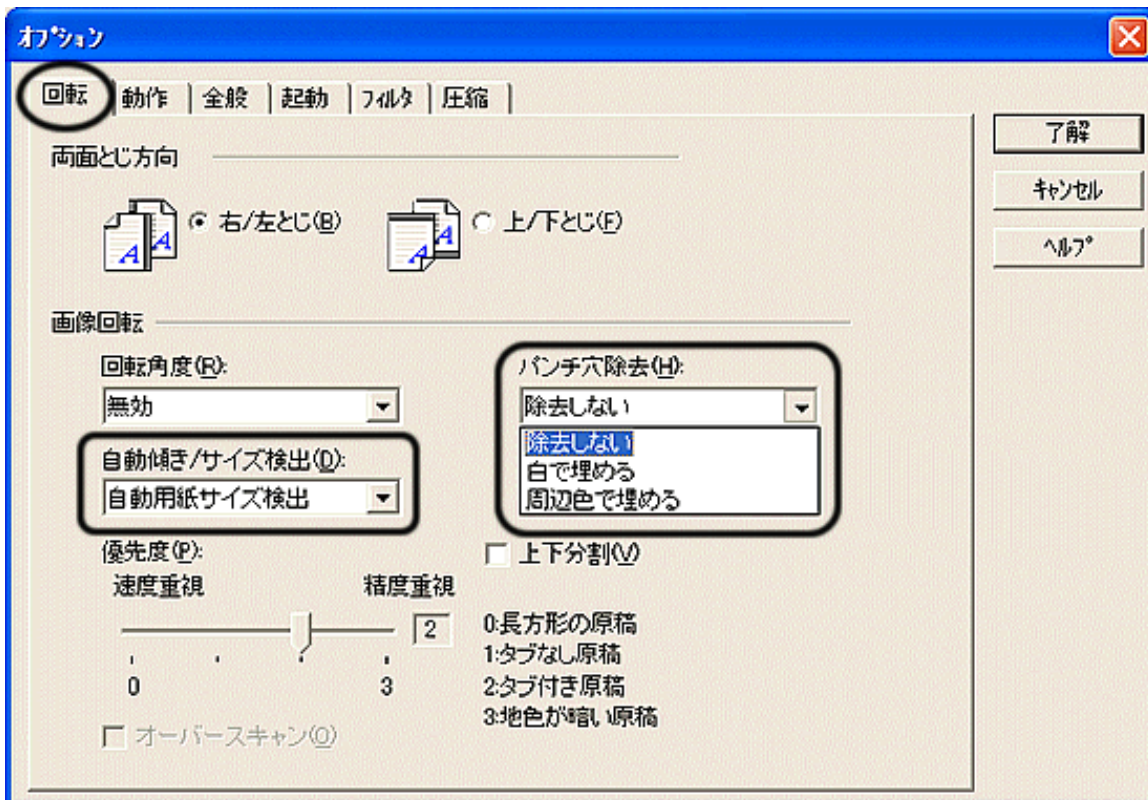 オプション
回転 動作 全般 起動 フィルタ 圧縮
了解
キャンセル
ヘルプ
両面とじ方向
右/左とじ(B) 上/下とじ(F)
画像回転
回転角度(R):
無効
自動傾き/サイズ検出(D):
自動用紙サイズ検出
パンチ穴除去(H):
除去しない
除去しない
白で埋める
周辺色で埋める
優先度(P):
速度重視 精度重視
2
0 3
上下分割(V)
0:長方形の原稿
1:タブなし原稿
2:タブ付き原稿
3:地色が暗い原稿
オーバースキャン(O)